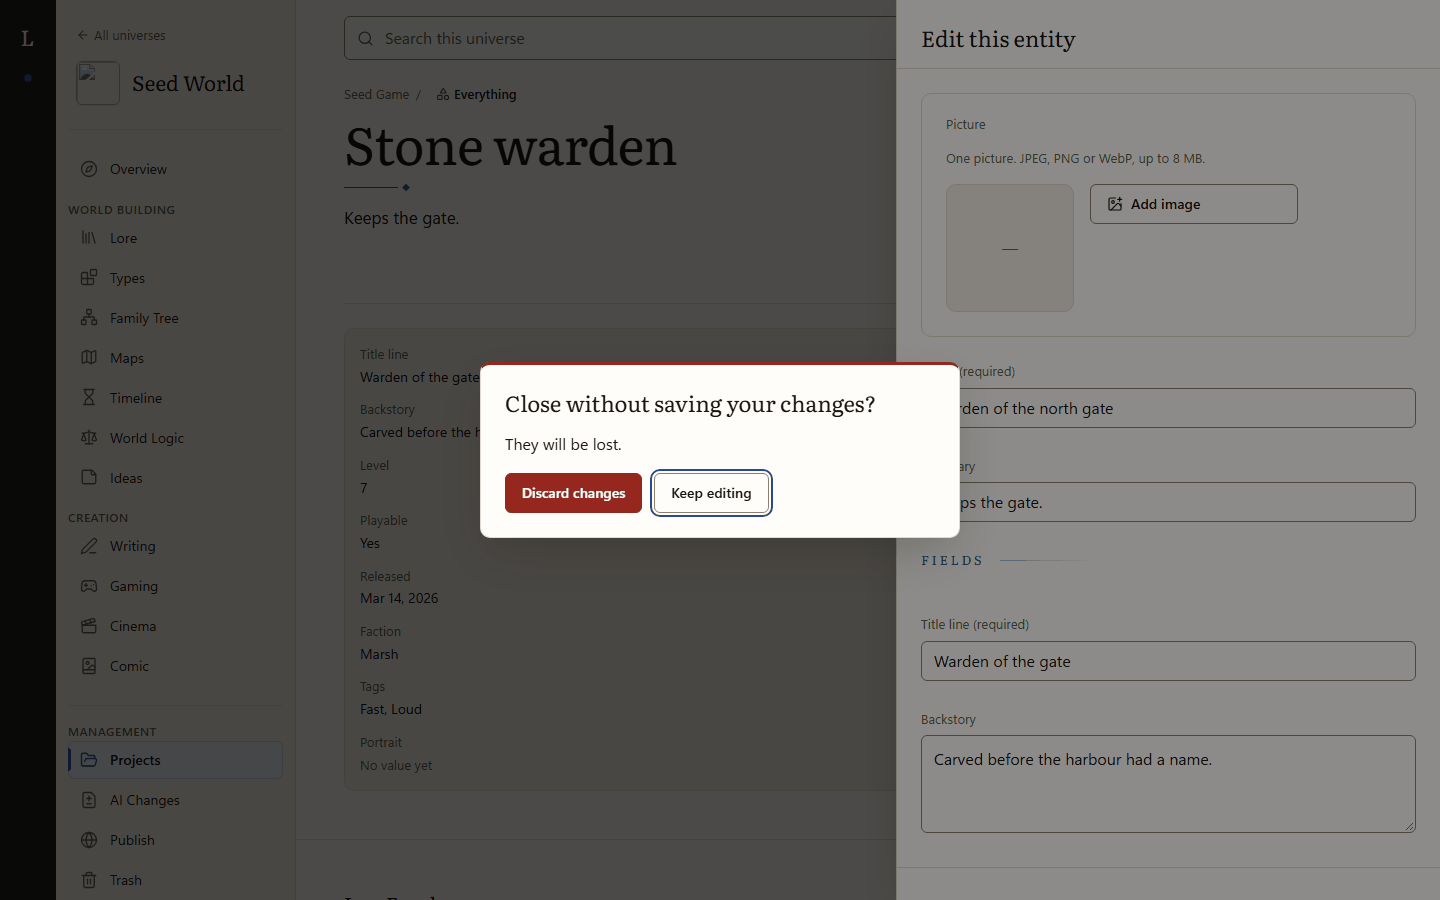 L
All universes
Seed World
Overview
WORLD BUILDING
Lore
Types
Family Tree
Maps
Timeline
World Logic
Ideas
CREATION
Writing
Gaming
Cinema
Comic
MANAGEMENT
Projects
AI Changes
Publish
Trash
Search this universe
Seed Game / Everything
Stone warden
Keeps the gate.
Title line
Warden of the gate
Backstory
Carved before the
Level
7
Playable
Yes
Released
Mar 14, 2026
Faction
Marsh
Tags
Fast, Loud
Portrait
No value yet
Close without saving your changes?
They will be lost.
Discard changes
Keep editing
Edit this entity
Picture
One picture. JPEG, PNG or WebP, up to 8 MB.
—
Add image
(required)
of the north gate
the gate.
FIELDS
Title line (required)
Warden of the gate
Backstory
Carved before the harbour had a name.